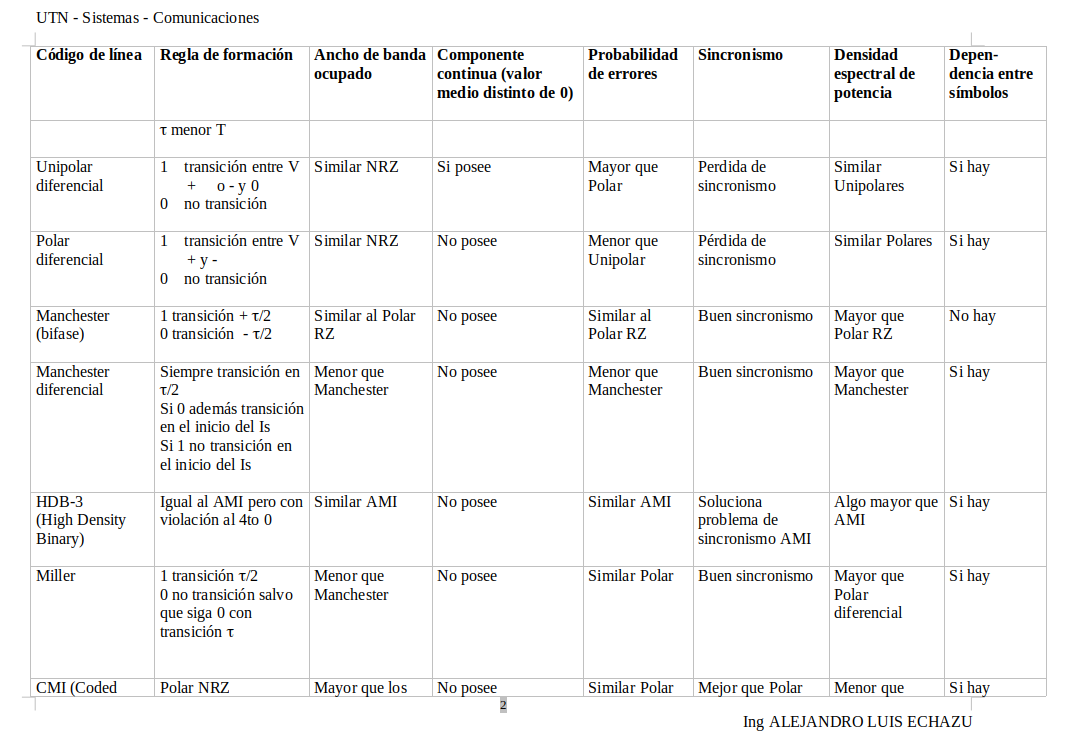 UTN - Sistemas - Comunicaciones
Código de línea
Regla de formación
Ancho de banda
ocupado
Componente
continua (valor
medio distinto de 0)
Probabilidad
de errores
Sincronismo
Densidad
espectral de
potencia
Depen-
dencia entre
símbolos
τ menor T
Unipolar
diferencial
1 transición entre V
+ o - y 0
0 no transición
Similar NRZ
Si posee
Mayor que
Polar
Perdida de
sincronismo
Similar
Unipolares
Si hay
Polar
diferencial
1 transición entre V
+ y -
0 no transición
Similar NRZ
No posee
Menor que
Unipolar
Pérdida de
sincronismo
Similar Polares
Si hay
Manchester
(bifase)
1 transición + τ/2
0 transición - τ/2
Similar al Polar
RZ
No posee
Similar al
Polar RZ
Buen sincronismo
Mayor que
Polar RZ
No hay
Manchester
diferencial
Siempre transición en
τ/2
Si 0 además transición
en el inicio del Is
Si 1 no transición en
el inicio del Is
Menor que
Manchester
No posee
Menor que
Manchester
Buen sincronismo
Mayor que
Manchester
Si hay
HDB-3
(High Density
Binary)
Igual al AMI pero con
violación al 4to 0
Similar AMI
No posee
Similar AMI
Soluciona
problema de
sincronismo AMI
Algo mayor que
AMI
Si hay
Miller
1 transición τ/2
0 no transición salvo
que siga 0 con
transición τ
Menor que
Manchester
No posee
Similar Polar
Buen sincronismo
Mayor que
Polar
diferencial
Si hay
CMI (Coded
Polar NRZ
Mayor que los
No posee
Similar Polar
Mejor que Polar
Menor que
Si hay
2
Ing ALEJANDRO LUIS ECHAZU